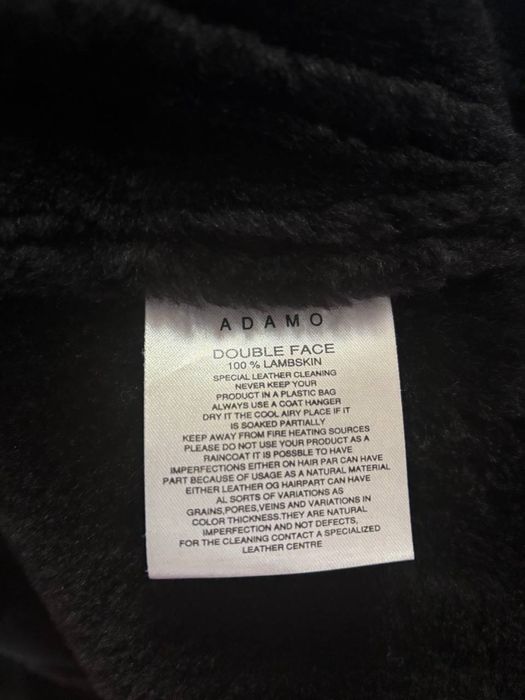 ADAMO
DOUBLE FACE
100 % LAMBSKIN
SPECIAL LEATHER CLEANING
NEVER KEEP YOUR
PRODUCT IN A PLASTIC BAG
ALWAYS USE A COAT HANGER
DRY IT THE COOL AIRY PLACE IF IT
IS SOAKED PARTIALLY
KEEP AWAY FROM FIRE HEATING SOURCES
PLEASE DO NOT USE YOUR PRODUCT AS A
RAINCOAT IT IS POSSBLE TO HAVE
IMPERFECTIONS EITHER ON HAIR PAR CAN HAVE
PART BECAUSE OF USAGE AS A NATURAL MATERIAL
EITHER LEATHER OG HAIRPART CAN HAVE
AL SORTS OF VARIATIONS AS
GRAINS,PORES,VEINS AND VARIATIONS IN
COLOR THICKNESS.THEY ARE NATURAL
IMPERFECTION AND NOT DEFECTS,
FOR THE CLEANING CONTACT A SPECIALIZED
LEATHER CENTRE